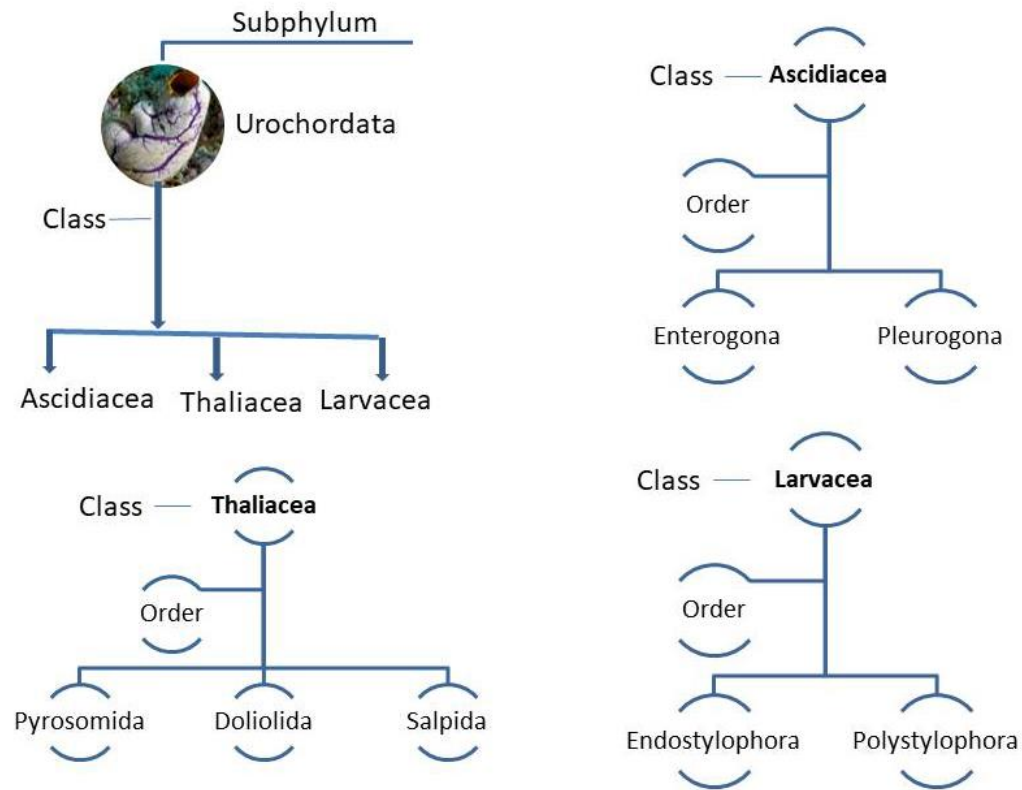 Subphylum
Urochordata
Class
Ascidiacea Thaliacea Larvacea
Class Ascidiacea
Order
Enterogona Pleurogona
Class Thaliacea
Order
Pyrosomida Doliolida Salpida
Class Larvacea
Order
Endostylophora Polystylophora